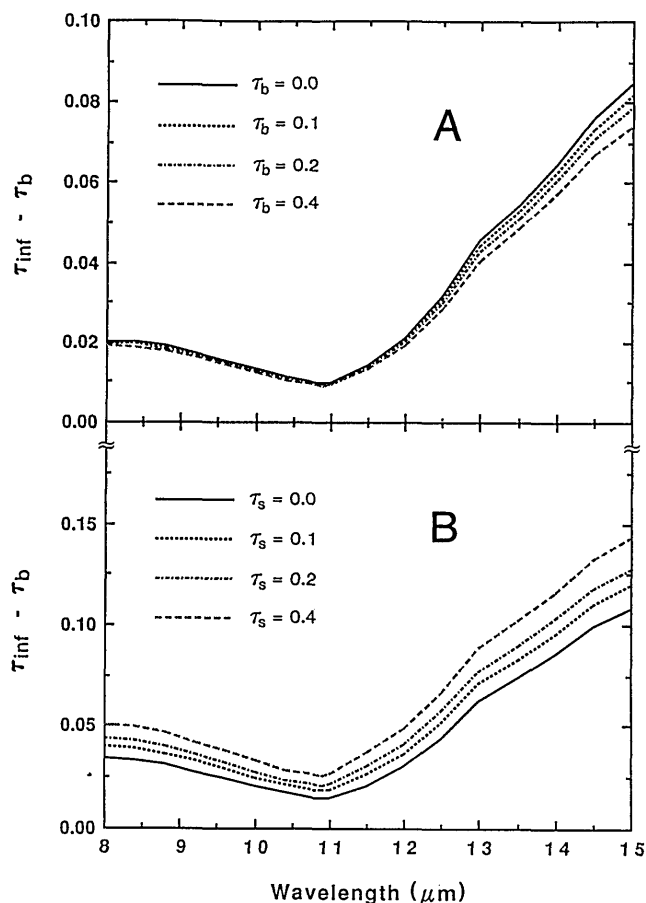 0.10
0.08
0.06
0.04
0.02
0.00
τinf - τb
τb = 0.0
τb = 0.1
τb = 0.2
τb = 0.4
A
0.15
0.10
0.05
0.00
τinf - τb
τs = 0.0
τs = 0.1
τs = 0.2
τs = 0.4
B
8 9 10 11 12 13 14 15
Wavelength (μm)